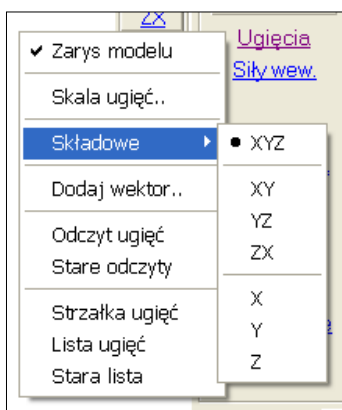 ZX
Ugięcia
Siły wew.
Zarys modelu
Skala ugięć..
Składowe
Dodaj wektor..
Odczyt ugięć
Stare odczyty
Strzałka ugięć
Lista ugięć
Stara lista
XYZ
XY
YZ
ZX
X
Y
Z